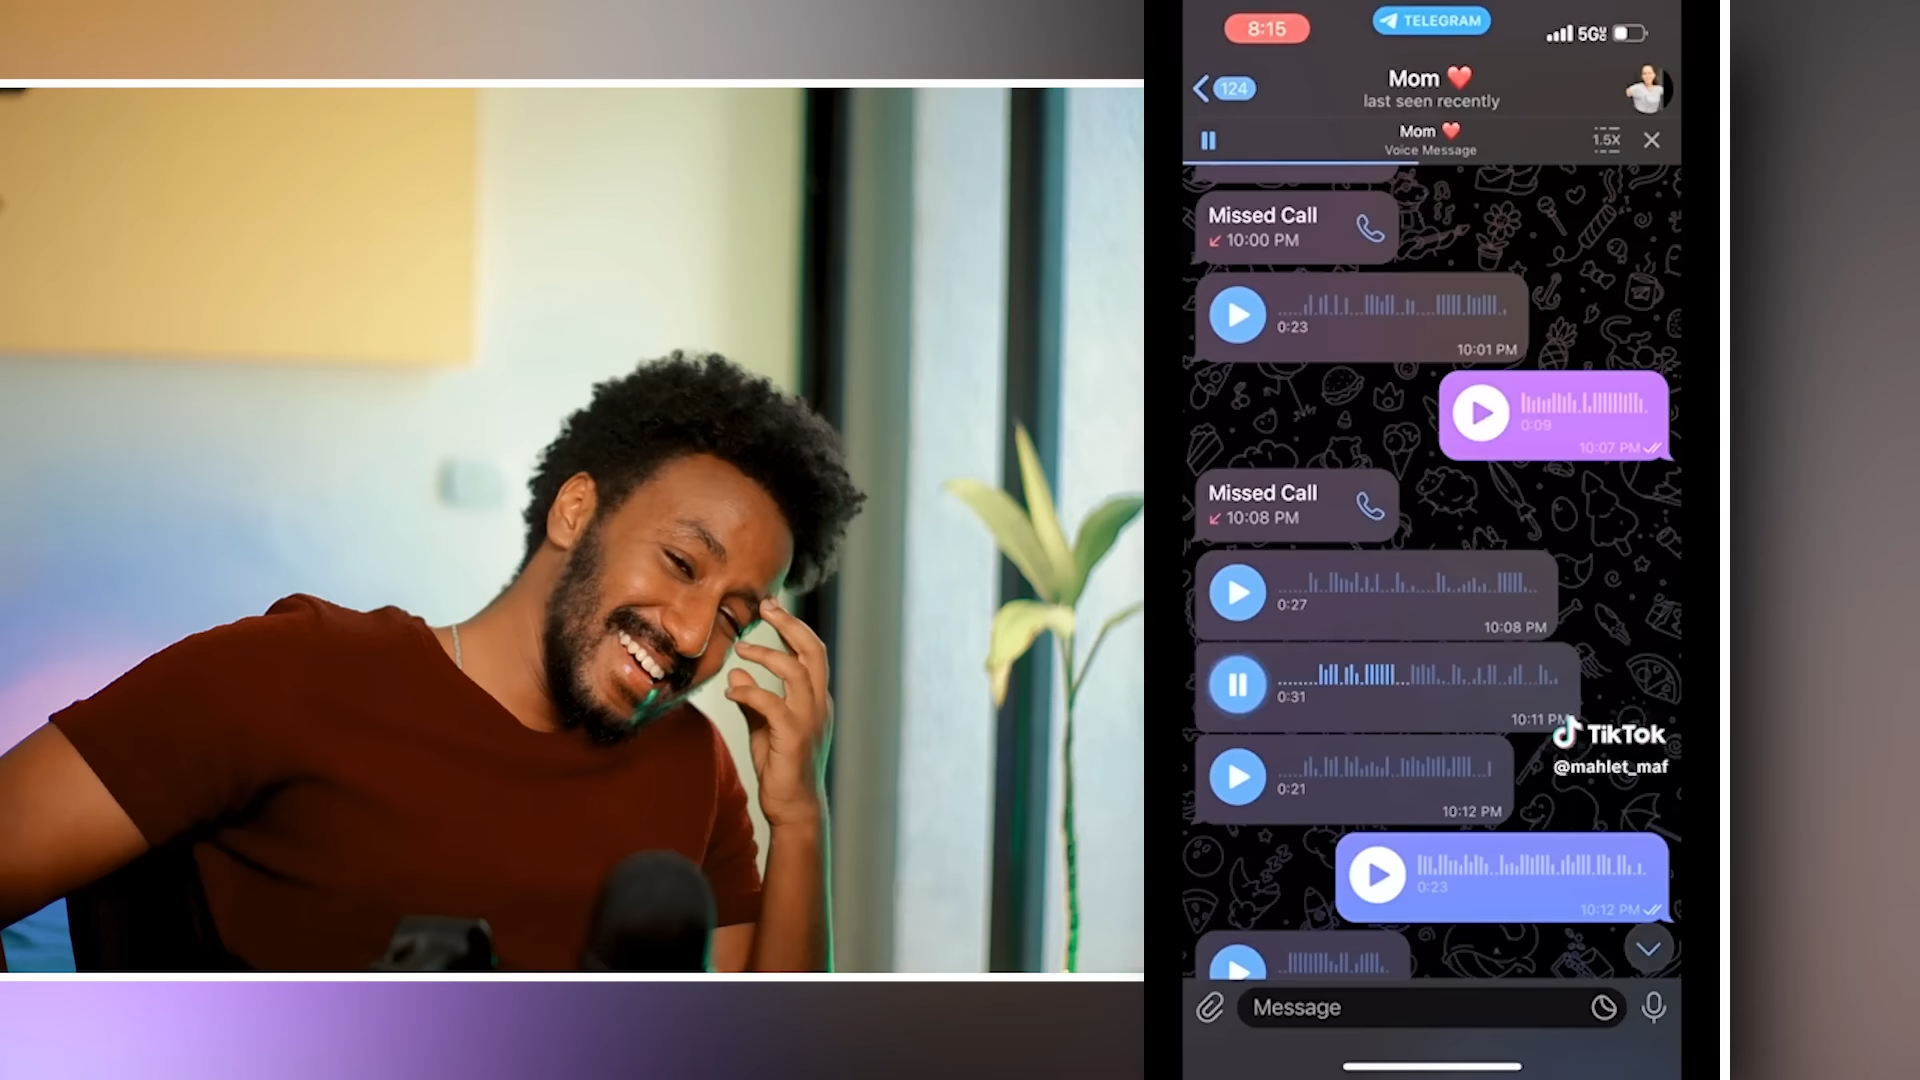 8:15
TELEGRAM
5G
Mom ❤️
124
last seen recently
Mom ❤️
1.5X
Voice Message
Missed Call
10:00 PM
0:23
10:01 PM
0:09
10:07 PM
Missed Call
10:08 PM
0:27
10:08 PM
0:31
10:11 PM
TikTok
@mahlet_maf
0:21
10:12 PM
0:23
10:12 PM
Message